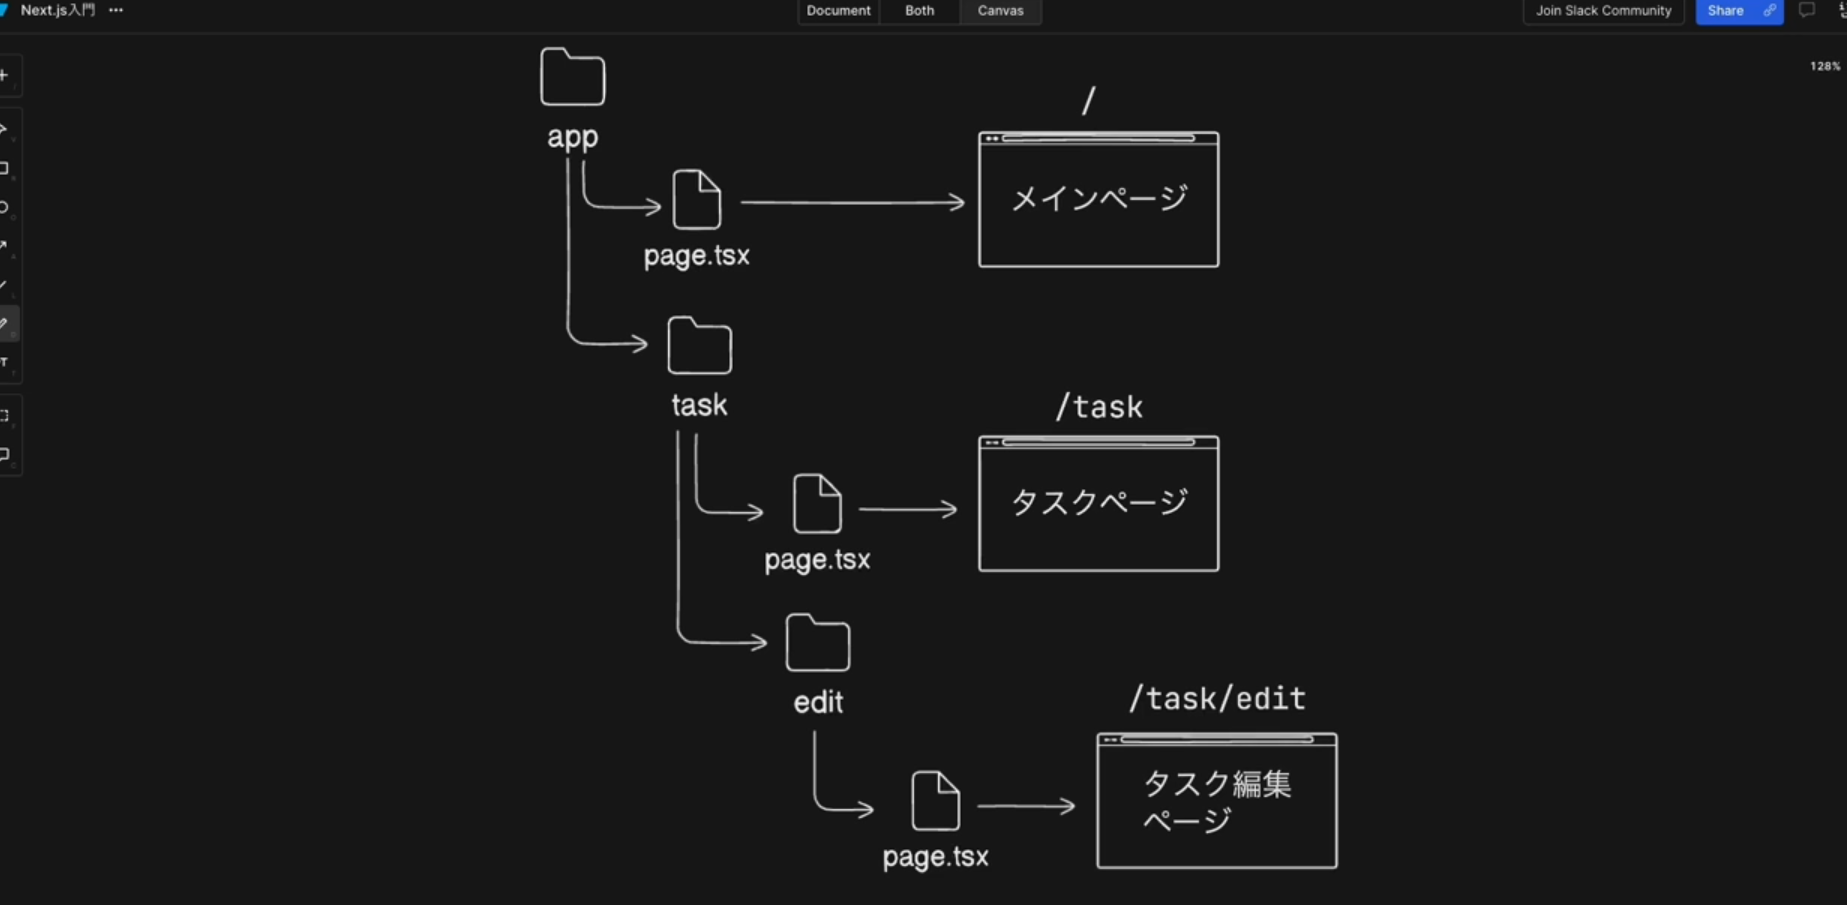 Next.js入門 ...
Document
Both
Canvas
Join Slack Community
Share
128%
app
/
メインページ
page.tsx
task
/task
タスクページ
page.tsx
edit
/task/edit
タスク編集
ページ
page.tsx